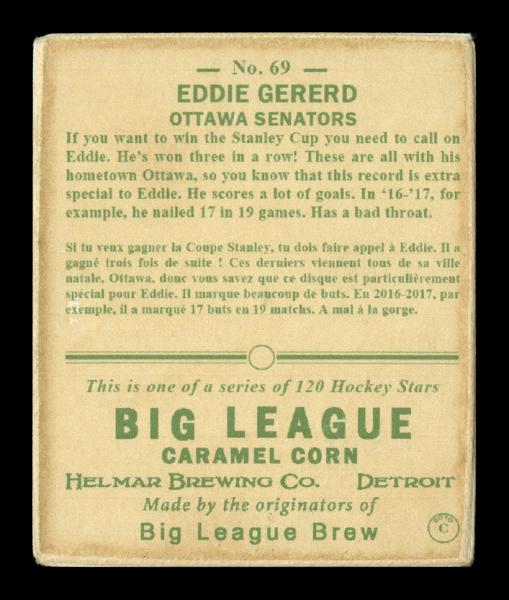 — No. 69 —
EDDIE GERERD
OTTAWA SENATORS
If you want to win the Stanley Cup you need to call on
Eddie. He's won three in a row! These are all with his
hometown Ottawa, so you know that this record is extra
special to Eddie. He scores a lot of goals. In '16-'17, for
example, he nailed 17 in 19 games. Has a bad throat.
Si tu veux gagner la Coupe Stanley, tu dois faire appel à Eddie. Il a
gagné trois fois de suite ! Ces derniers viennent tous de sa ville
natale, Ottawa, donc vous savez que ce disque est particulièrement
spécial pour Eddie. Il marque beaucoup de buts. En 2016-2017, par
exemple, il a marqué 17 buts en 19 matchs. A mal à la gorge.
This is one of a series of 120 Hockey Stars
BIG LEAGUE
CARAMEL CORN
HELMAR BREWING CO. DETROIT
Made by the originators of
Big League Brew
C